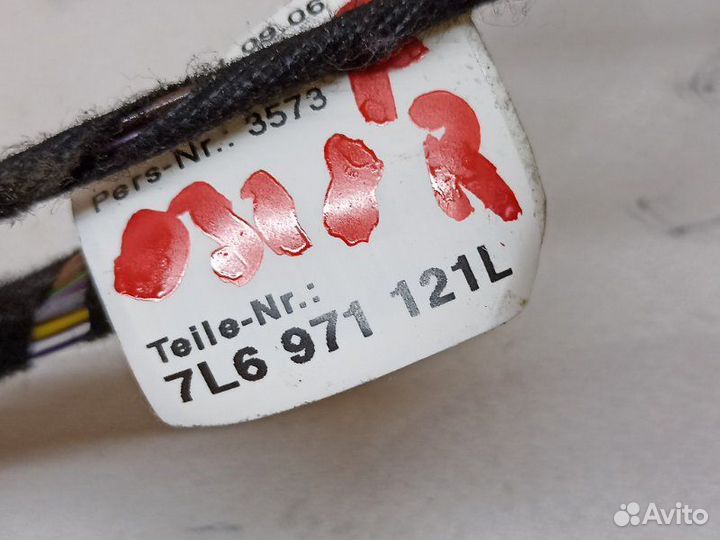 09.06
Pers-Nr.: 3573
Teile-Nr.:
7L6 971 121L
Avito